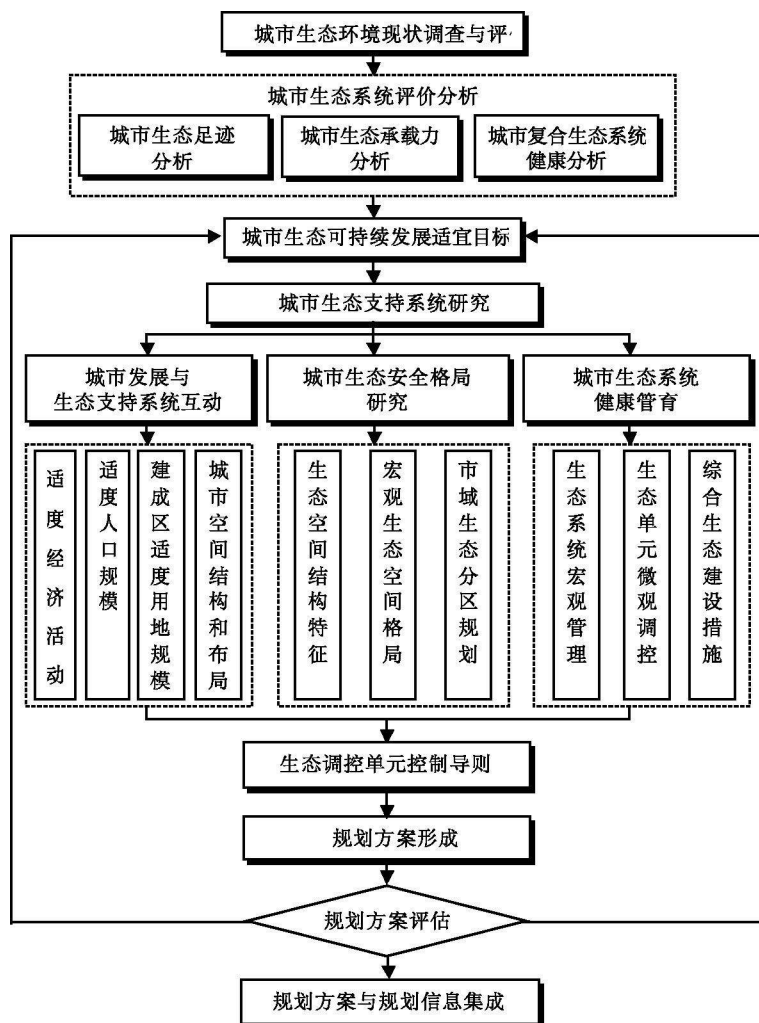 城市生态环境现状调查与评
城市生态系统评价分析
城市生态足迹
分析
城市生态承载力
分析
城市复合生态系统
健康分析
城市生态可持续发展适宜目标
城市生态支持系统研究
城市发展与
生态支持系统互动
城市生态安全格局
研究
城市生态系统
健康管育
适度经济活动
适度人口规模
建成区适度用地规模
城市空间结构和布局
生态空间结构特征
宏观生态空间格局
市域生态分区规划
生态系统宏观管理
生态单元微观调控
综合生态建设措施
生态调控单元控制导则
规划方案形成
规划方案评估
规划方案与规划信息集成